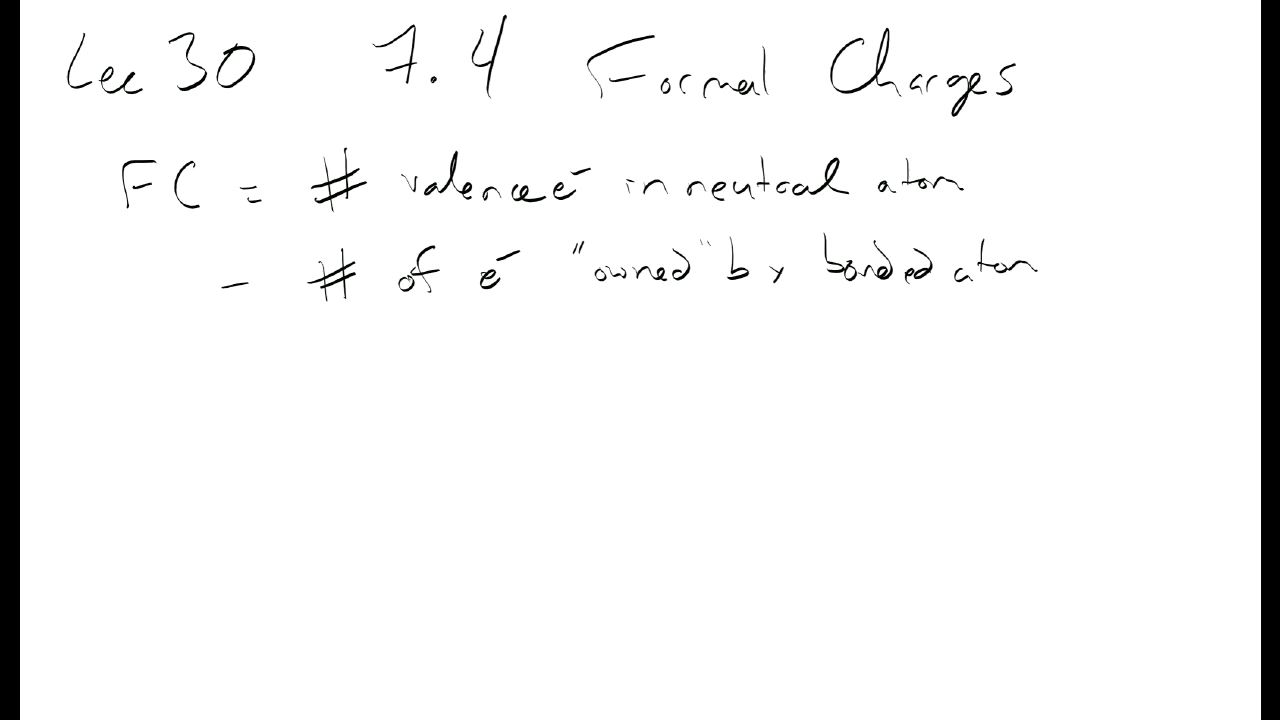 Lec 30 7.4 Formal Charges
FC = # valence e⁻ in neutral atom
- # of e⁻ "owned" by bonded atom